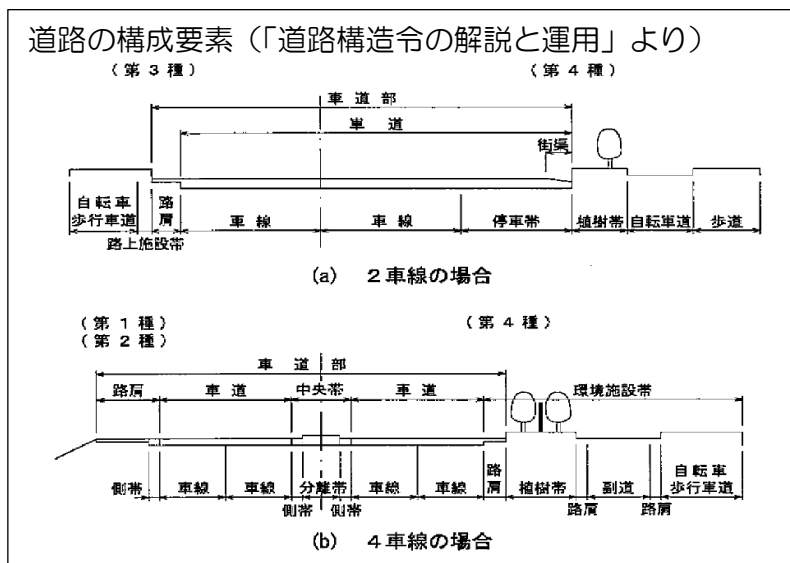 道路の構成要素（「道路構造令の解説と運用」より）
（第３種）
（第４種）
車道部
車道
街渠
自転車
歩行車道
路肩
車線
車線
停車帯
植樹帯
自転車道
歩道
路上施設帯
(a) ２車線の場合
（第１種）
（第２種）
（第４種）
車道部
路肩
車道
中央帯
車道
環境施設帯
側帯
車線
車線
分離帯
車線
車線
路肩
植樹帯
副道
自転車
歩行車道
側帯
側帯
路肩
路肩
(b) ４車線の場合